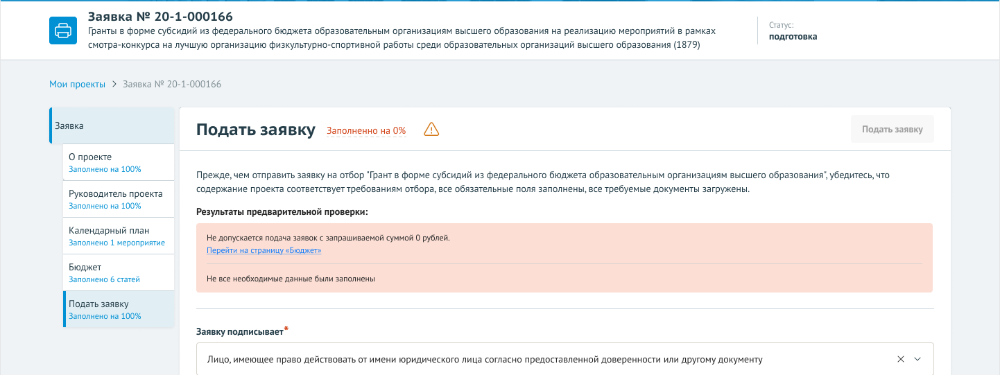 Заявка № 20-1-000166
Гранты в форме субсидий из федерального бюджета образовательным организациям высшего образования на реализацию мероприятий в рамках
смотра-конкурса на лучшую организацию физкультурно-спортивной работы среди образовательных организаций высшего образования (1879)
Статус:
подготовка
Мои проекты > Заявка № 20-1-000166
Заявка
О проекте
Заполнено на 100%
Руководитель проекта
Заполнено на 100%
Календарный план
Заполнено 1 мероприятие
Бюджет
Заполнено 6 статей
Подать заявку
Заполнено на 100%
Подать заявку Заполненно на 0%
Подать заявку
Прежде, чем отправить заявку на отбор "Грант в форме субсидий из федерального бюджета образовательным организациям высшего образования", убедитесь, что
содержание проекта соответствует требованиям отбора, все обязательные поля заполнены, все требуемые документы загружены.
Результаты предварительной проверки:
Не допускается подача заявок с запрашиваемой суммой 0 рублей.
Перейти на страницу «Бюджет»
Не все необходимые данные были заполнены
Заявку подписывает*
Лицо, имеющее право действовать от имени юридического лица согласно предоставленной доверенности или другому документу